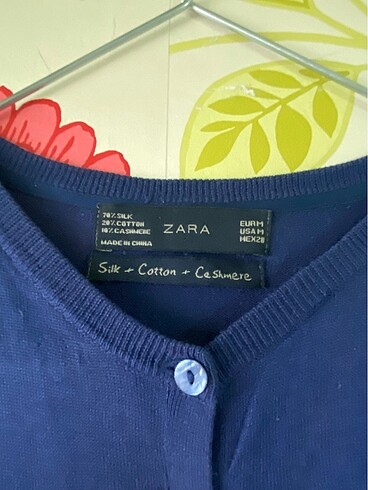 70% SILK
20% COTTON
10% CASHMERE
MADE IN CHINA
ZARA
EUR M
USA M
MEX 28
Silk + Cotton + Cashmere